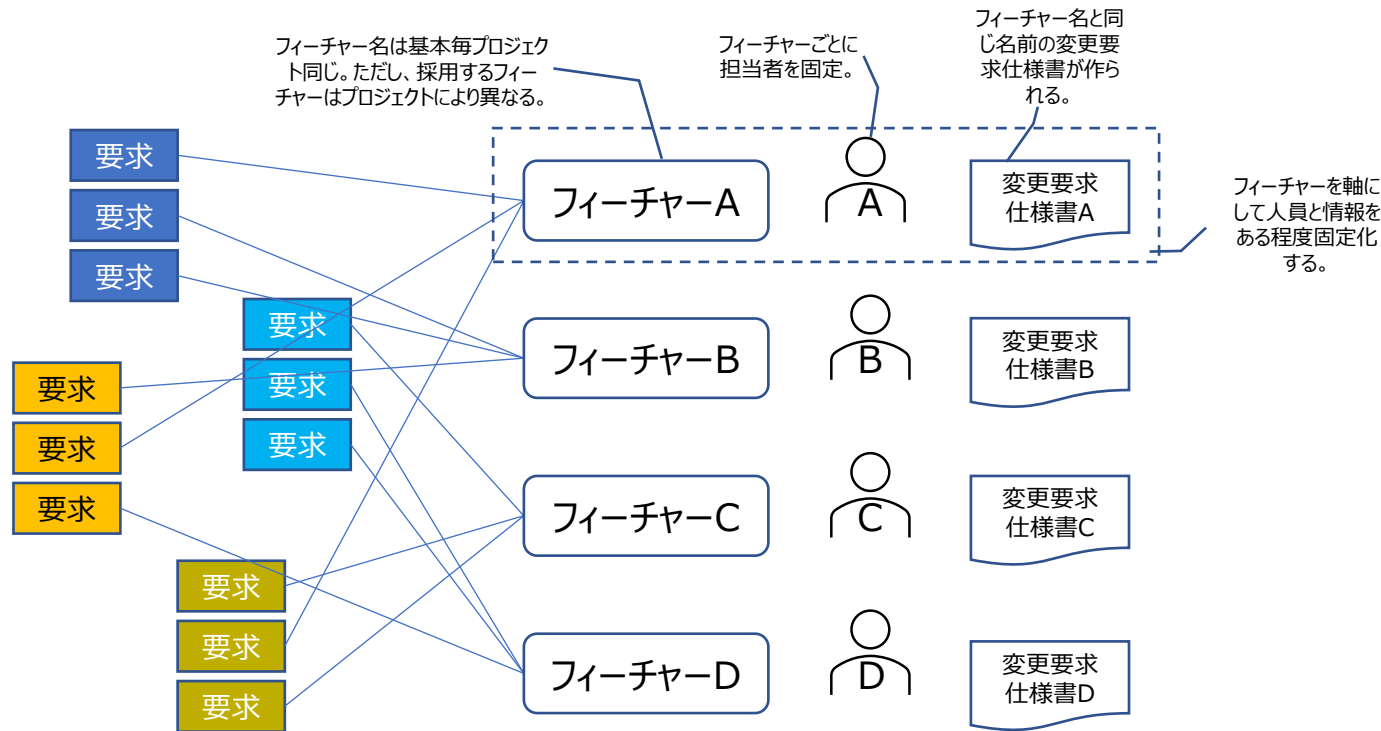 フィーチャー名は基本毎プロジェク
ト同じ。ただし、採用するフィー
チャーはプロジェクトにより異なる。
フィーチャーごとに
担当者を固定。
フィーチャー名と同
じ名前の変更要
求仕様書が作ら
れる。
要求
要求
要求
フィーチャーA
A
変更要求
仕様書A
フィーチャーを軸に
して人員と情報を
ある程度固定化
する。
要求
要求
要求
フィーチャーB
B
変更要求
仕様書B
要求
要求
要求
フィーチャーC
C
変更要求
仕様書C
要求
要求
要求
フィーチャーD
D
変更要求
仕様書D